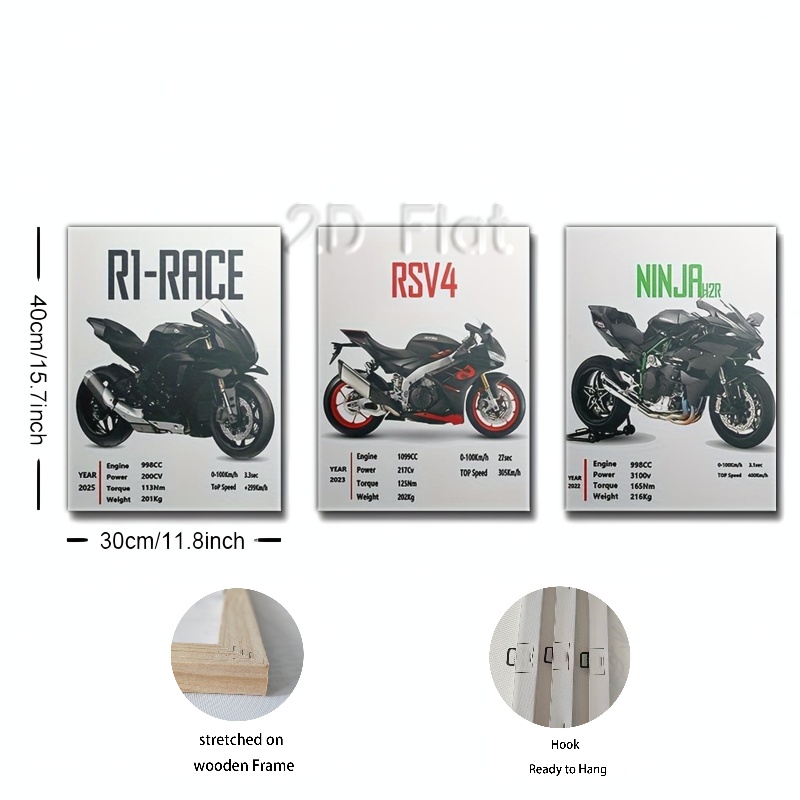 2.D Flat
R1-RACE
RSV4
NINJA H2R
40cm/15.7inch
YEAR
2025
Engine 998CC
Power 200CV
Torque 113Nm
Weight 201Kg
0-100Km/h 3.3sec
Top Speed +299Km/h
YEAR
2023
Engine 1099CC
Power 217Cv
Torque 125Nm
Weight 202Kg
0-100Km/h 27sec
TOP Speed 305Km/h
YEAR
2022
Engine 998CC
Power 3100v
Torque 165Nm
Weight 216Kg
0-100Km/h 3.1sec
TOP Speed 400Km/h
30cm/11.8inch
stretched on
wooden Frame
Hook
Ready to Hang